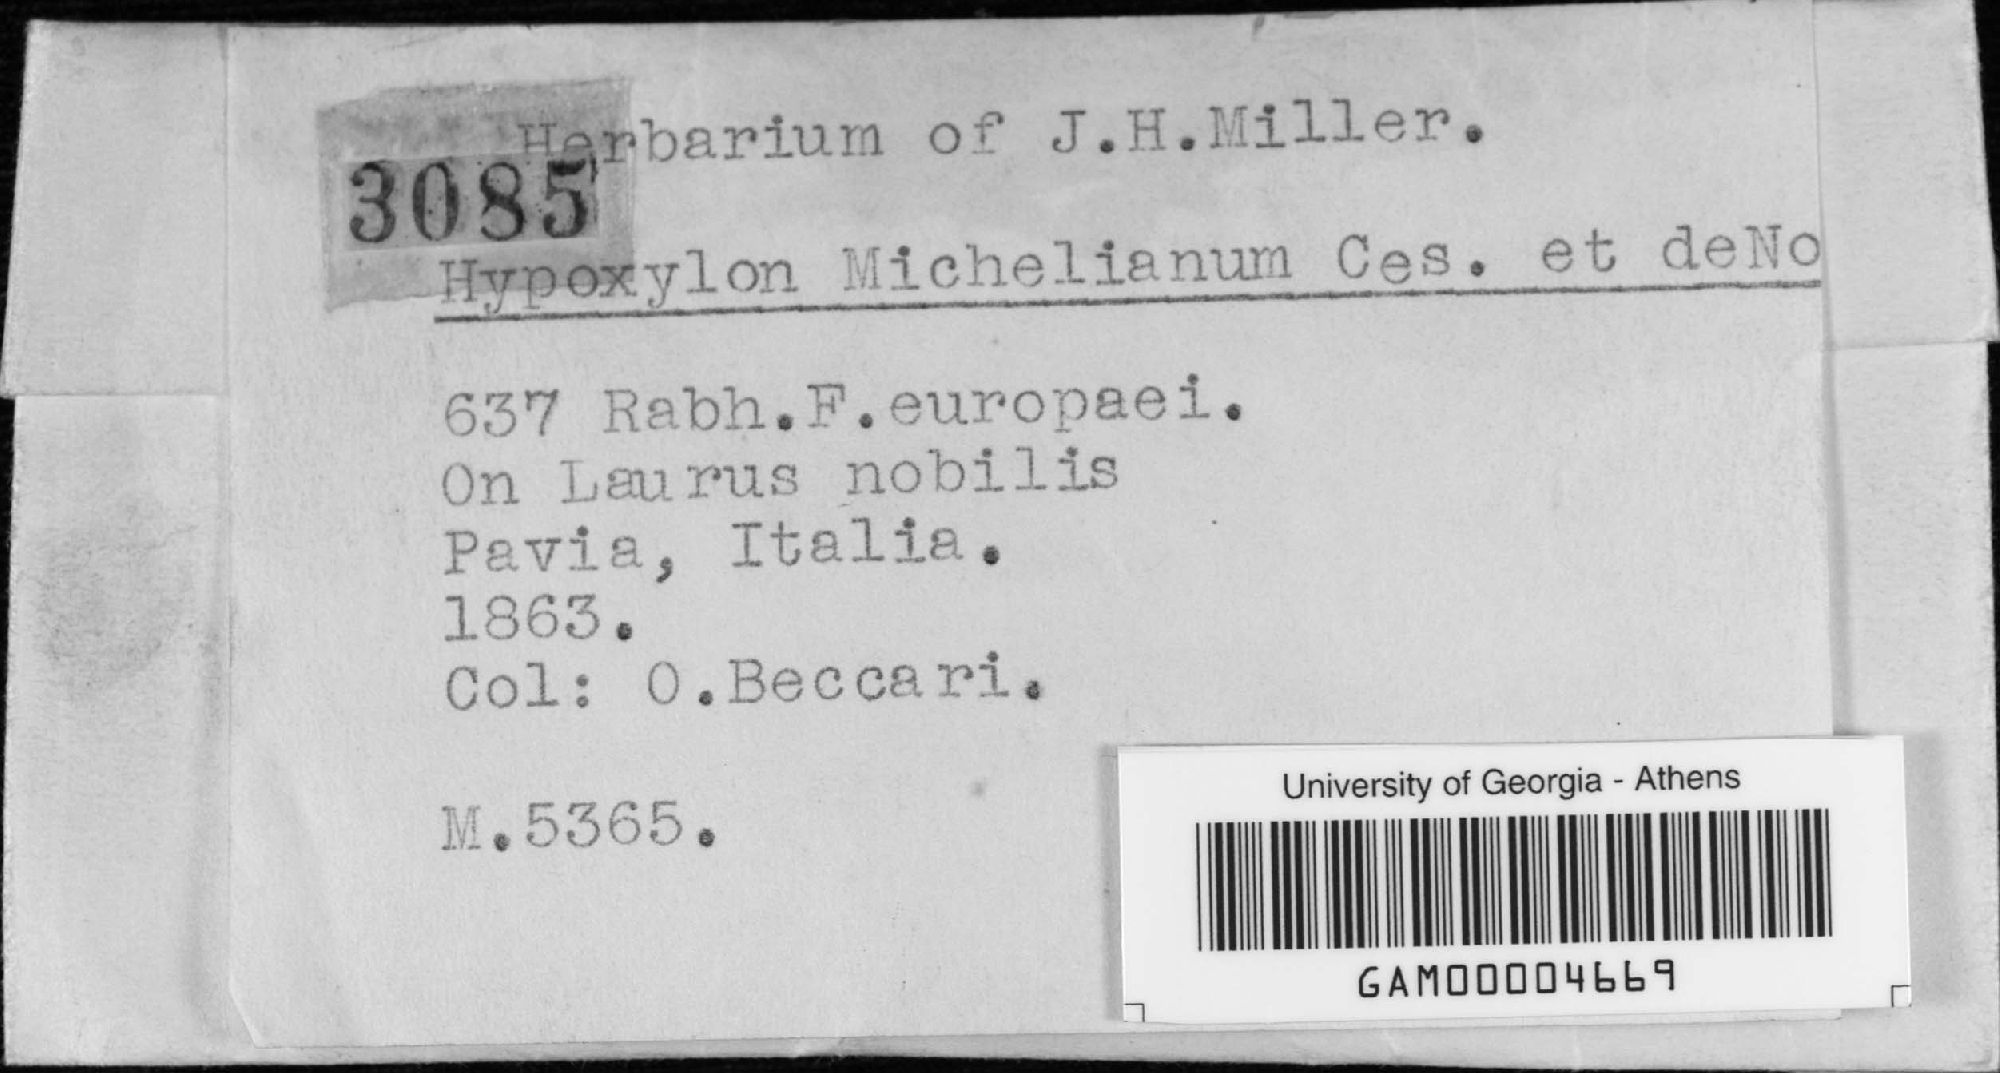 Herbarium of J.H.Miller.
3085
Hypoxylon Michelianum Ces. et deNo
637 Rabh.F.europaei.
On Laurus nobilis
Pavia, Italia.
1863.
Col: O.Beccari.
M.5365.
University of Georgia - Athens
GAM00004669